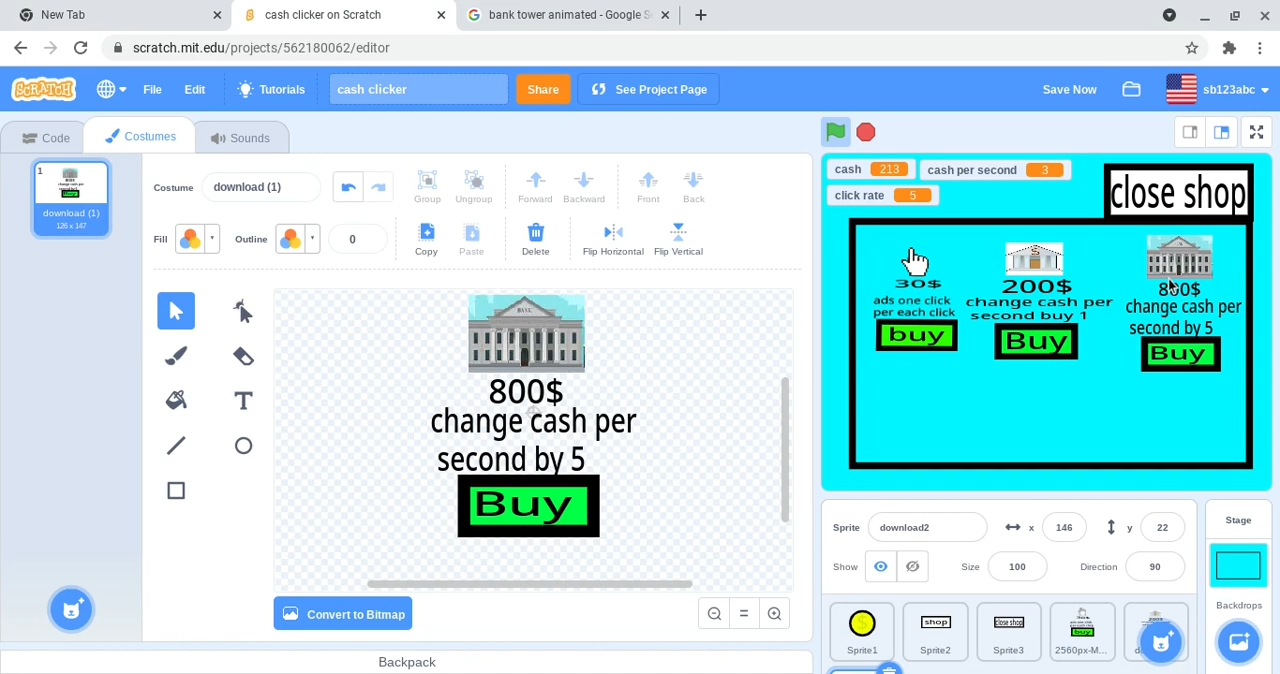 New Tab
cash clicker on Scratch
bank tower animated - Google S
scratch.mit.edu/projects/562180062/editor
SCRATCH
File
Edit
Tutorials
cash clicker
Share
See Project Page
Save Now
sb123abc
Code
Costumes
Sounds
1
download (1)
126 x 147
Costume
download (1)
Group
Ungroup
Forward
Backward
Front
Back
Fill
Outline
0
Copy
Paste
Delete
Flip Horizontal
Flip Vertical
BANK
800$
change cash per
second by 5
Buy
Convert to Bitmap
Backpack
cash 213
cash per second 3
click rate 5
close shop
30$
ads one click
per each click
buy
200$
change cash per
second buy 1
Buy
800$
change cash per
second by 5
Buy
Sprite
download2
x
146
y
22
Show
Size
100
Direction
90
Stage
Backdrops
Sprite1
shop
Sprite2
close shop
Sprite3
buy
2560px-M...